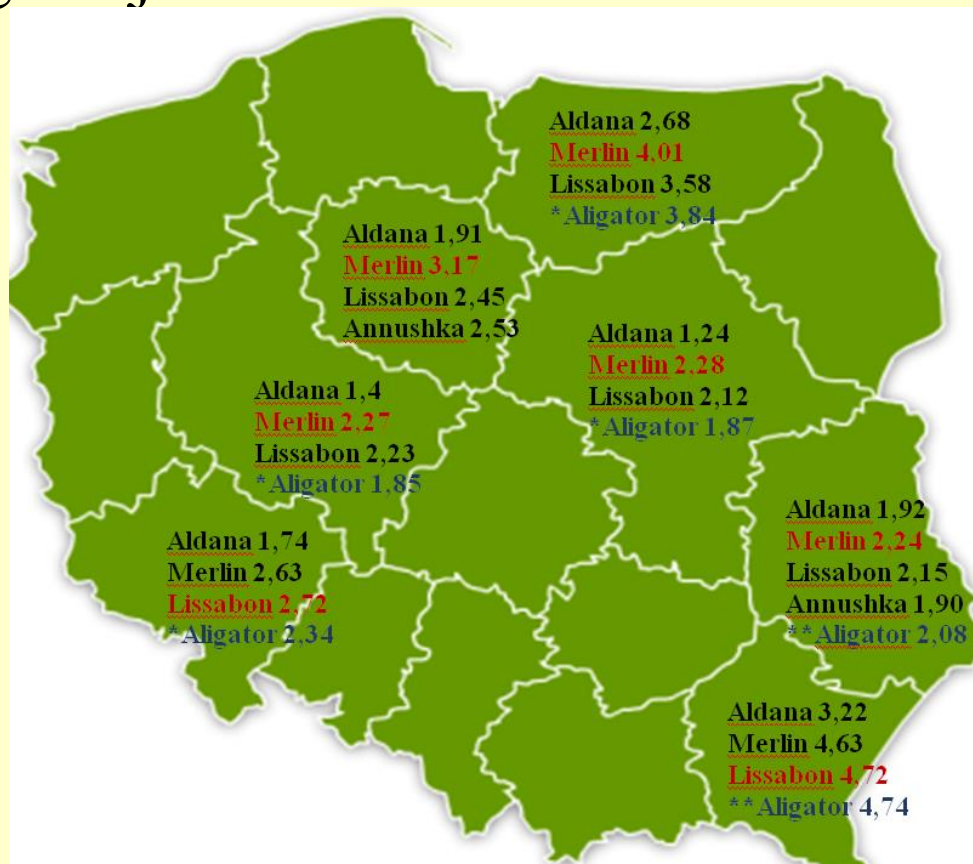 Aldana 2,68
Merlin 4,01
Lissabon 3,58
*Aligator 3,84
Aldana 1,91
Merlin 3,17
Lissabon 2,45
Annushka 2,53
Aldana 1,24
Merlin 2,28
Lissabon 2,12
*Aligator 1,87
Aldana 1,4
Merlin 2,27
Lissabon 2,23
*Aligator 1,85
Aldana 1,92
Merlin 2,24
Lissabon 2,15
Annushka 1,90
**Aligator 2,08
Aldana 1,74
Merlin 2,63
Lissabon 2,72
*Aligator 2,34
Aldana 3,22
Merlin 4,63
Lissabon 4,72
**Aligator 4,74